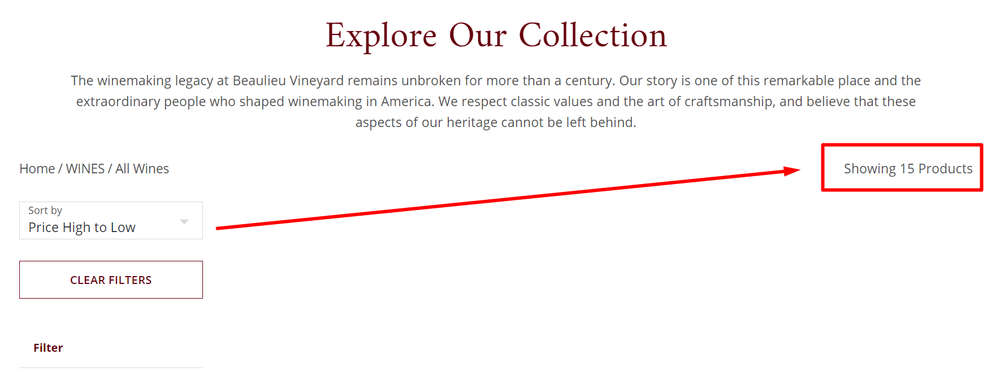 Explore Our Collection
The winemaking legacy at Beaulieu Vineyard remains unbroken for more than a century. Our story is one of this remarkable place and the
extraordinary people who shaped winemaking in America. We respect classic values and the art of craftsmanship, and believe that these
aspects of our heritage cannot be left behind.
Home / WINES / All Wines
Showing 15 Products
Sort by
Price High to Low
CLEAR FILTERS
Filter